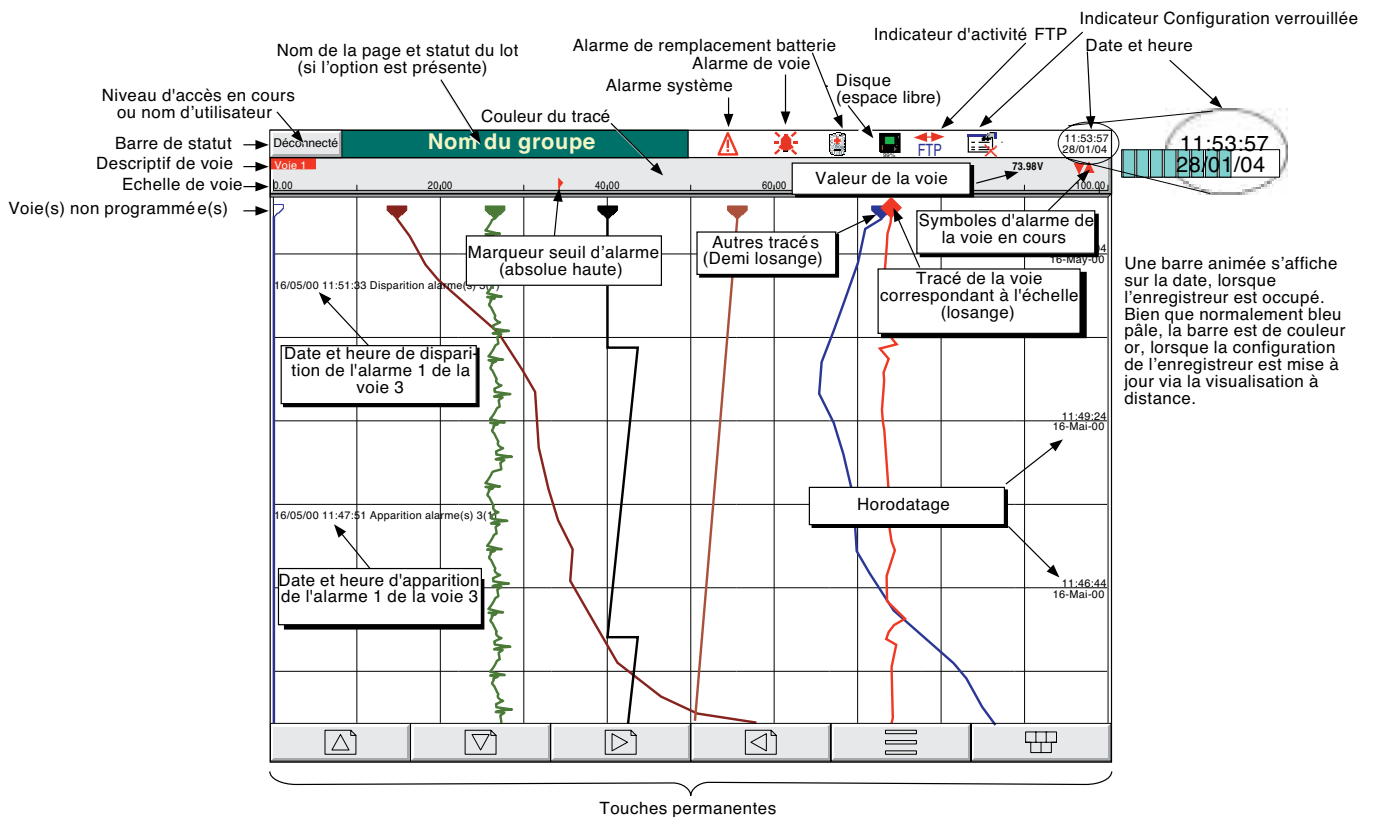 Indicateur Configuration verrouillée
Indicateur d'activité FTP
Date et heure
Alarme de remplacement batterie
Alarme de voie
Nom de la page et statut du lot
(si l'option est présente)
Alarme système
Disque
(espace libre)
Niveau d'accès en cours
ou nom d'utilisateur
Couleur du tracé
Barre de statut
Déconnecté
Nom du groupe
FTP
11:53:57
28/01/04
11:53:57
28/01/04
Descriptif de voie
Voie 1
Valeur de la voie
73.98V
Echelle de voie
0.00
20,00
40,00
60,00
100.00
Voie(s) non programmée(s)
Marqueur seuil d'alarme
(absolue haute)
Autres tracés
(Demi losange)
Symboles d'alarme de
la voie en cours
16-May-00
Tracé de la voie
correspondant à l'échelle
(losange)
Une barre animée s'affiche
sur la date, lorsque
l'enregistreur est occupé.
Bien que normalement bleu
pâle, la barre est de couleur
or, lorsque la configuration
de l'enregistreur est mise à
jour via la visualisation à
distance.
16/05/00 11:51:33 Disparition alarme(s) 3(1)
Date et heure de dispari-
tion de l'alarme 1 de la
voie 3
11:49:24
16-Mai-00
Horodatage
16/05/00 11:47:51 Apparition alarme(s) 3(1)
Date et heure d'apparition
de l'alarme 1 de la voie 3
11:46:44
16-Mai-00
Touches permanentes